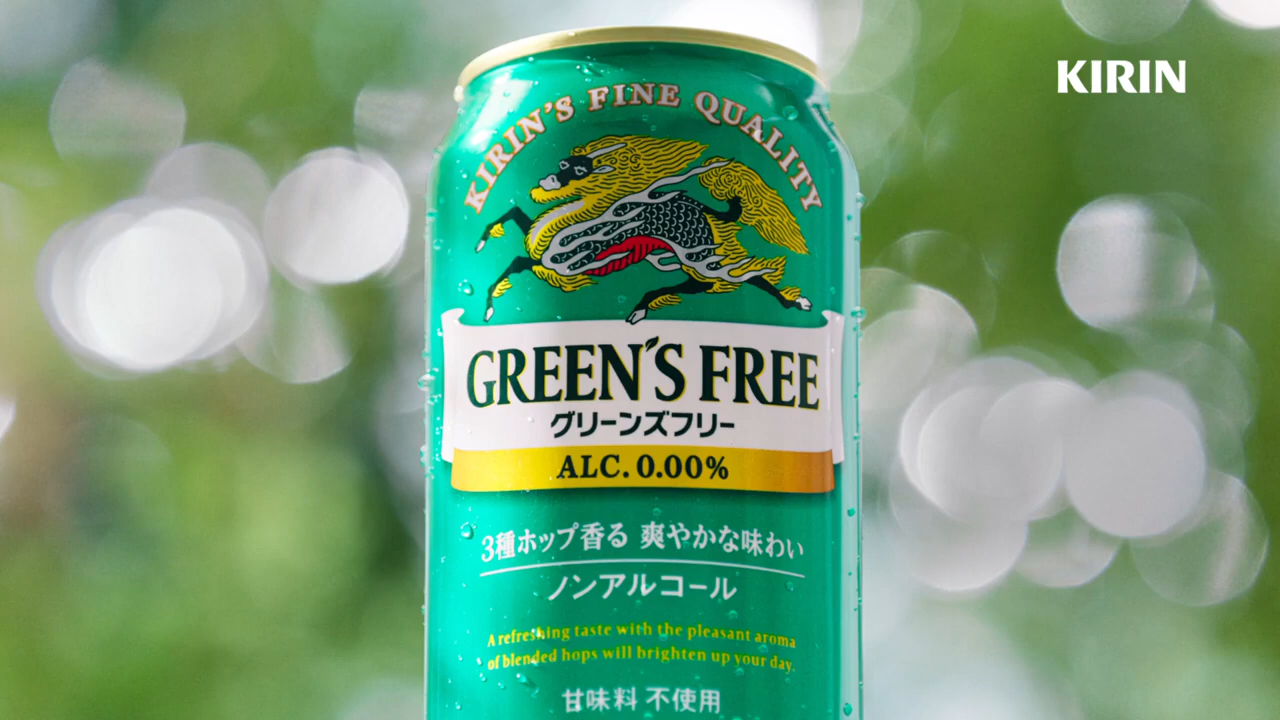 KIRIN
KIRIN'S FINE QUALITY
GREEN'S FREE
グリーンズフリー
ALC. 0.00%
3種ホップ香る 爽やかな味わい
ノンアルコール
A refreshing taste with the pleasant aroma
of blended hops will brighten up your day.
甘味料 不使用